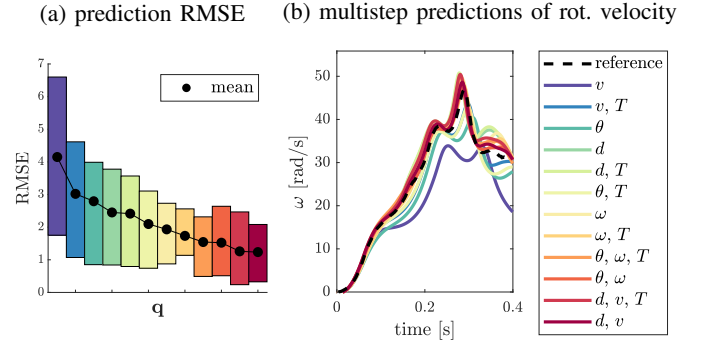 (a) prediction RMSE
(b) multistep predictions of rot. velocity
7
6
5
4
3
2
1
0
RMSE
q
mean
50
40
30
20
10
0
ω [rad/s]
0
0.2
0.4
time [s]
reference
v
v, T
θ
d
d, T
θ, T
ω
ω, T
θ, ω, T
θ, ω
d, v, T
d, v